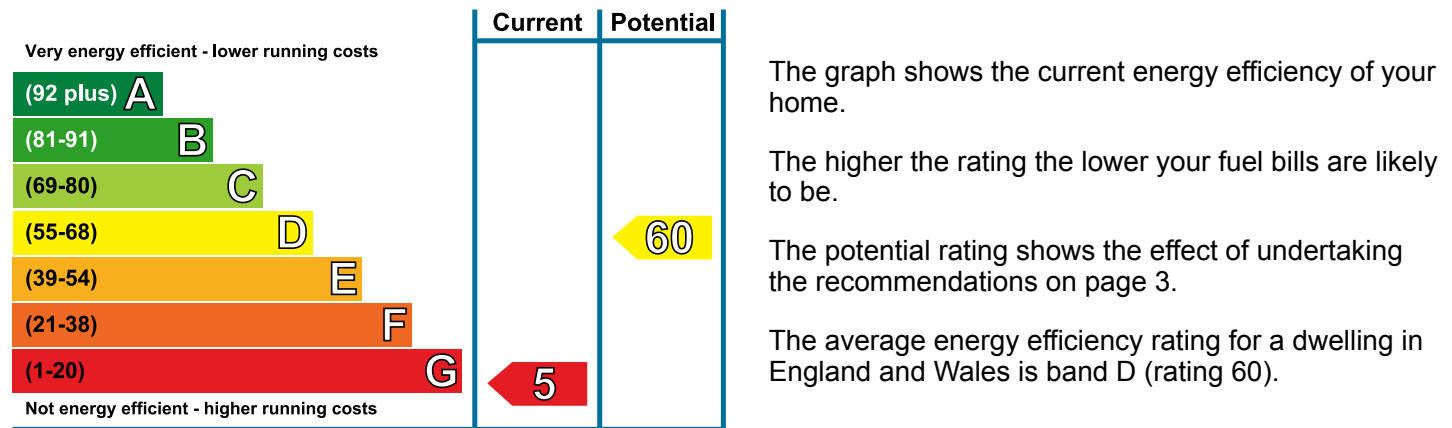 Current Potential
Very energy efficient - lower running costs
(92 plus) A
(81-91) B
(69-80) C
(55-68) D
60
(39-54) E
(21-38) F
(1-20) G
5
Not energy efficient - higher running costs
The graph shows the current energy efficiency of your
home.
The higher the rating the lower your fuel bills are likely
to be.
The potential rating shows the effect of undertaking
the recommendations on page 3.
The average energy efficiency rating for a dwelling in
England and Wales is band D (rating 60).